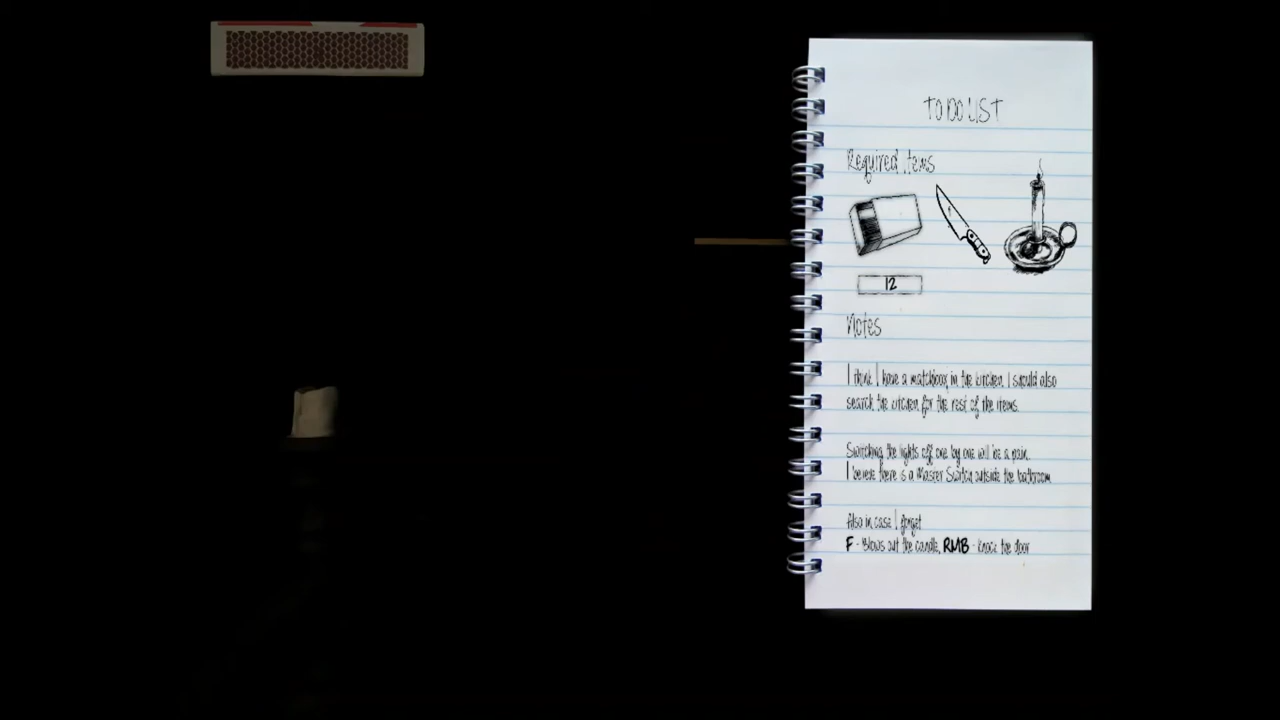 TO DO LIST
Required Items
12
Notes
I think I have a matchbox in the kitchen. I should also
search the kitchen for the rest of the items.
Switching the lights off one by one will be a pain.
I believe there is a Master Switch outside the bathroom
Also in case I forget
F - Blows out the candle, RMB - Knock the door